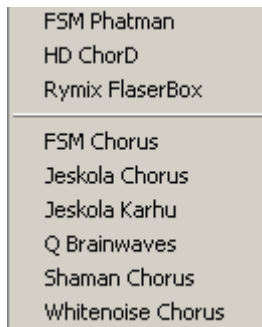 FSM Phatman
HD ChorD
Rymix FlaserBox
FSM Chorus
Jeskola Chorus
Jeskola Karhu
Q Brainwaves
Shaman Chorus
Whitenoise Chorus